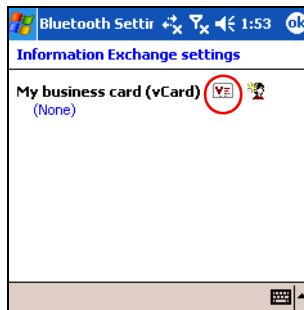 Bluetooth Settir 1:53 ok
Information Exchange settings
My business card (vCard)
(None)